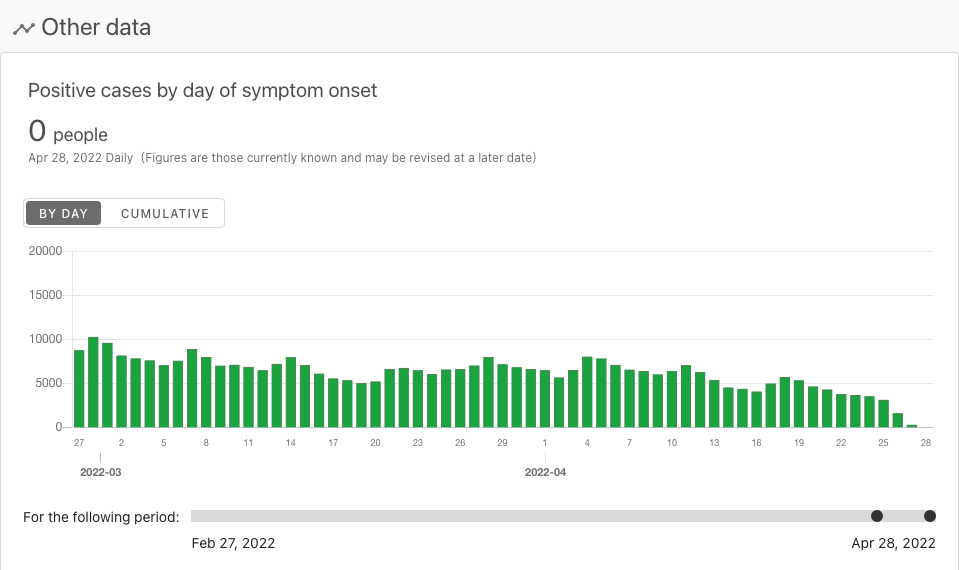 Other data
Positive cases by day of symptom onset
0 people
Apr 28, 2022 Daily (Figures are those currently known and may be revised at a later date)
BY DAY CUMULATIVE
20000
15000
10000
5000
0
27 2 5 8 11 14 17 20 23 26 29 1 4 7 10 13 16 19 22 25 28
2022-03 2022-04
For the following period:
Feb 27, 2022 Apr 28, 2022